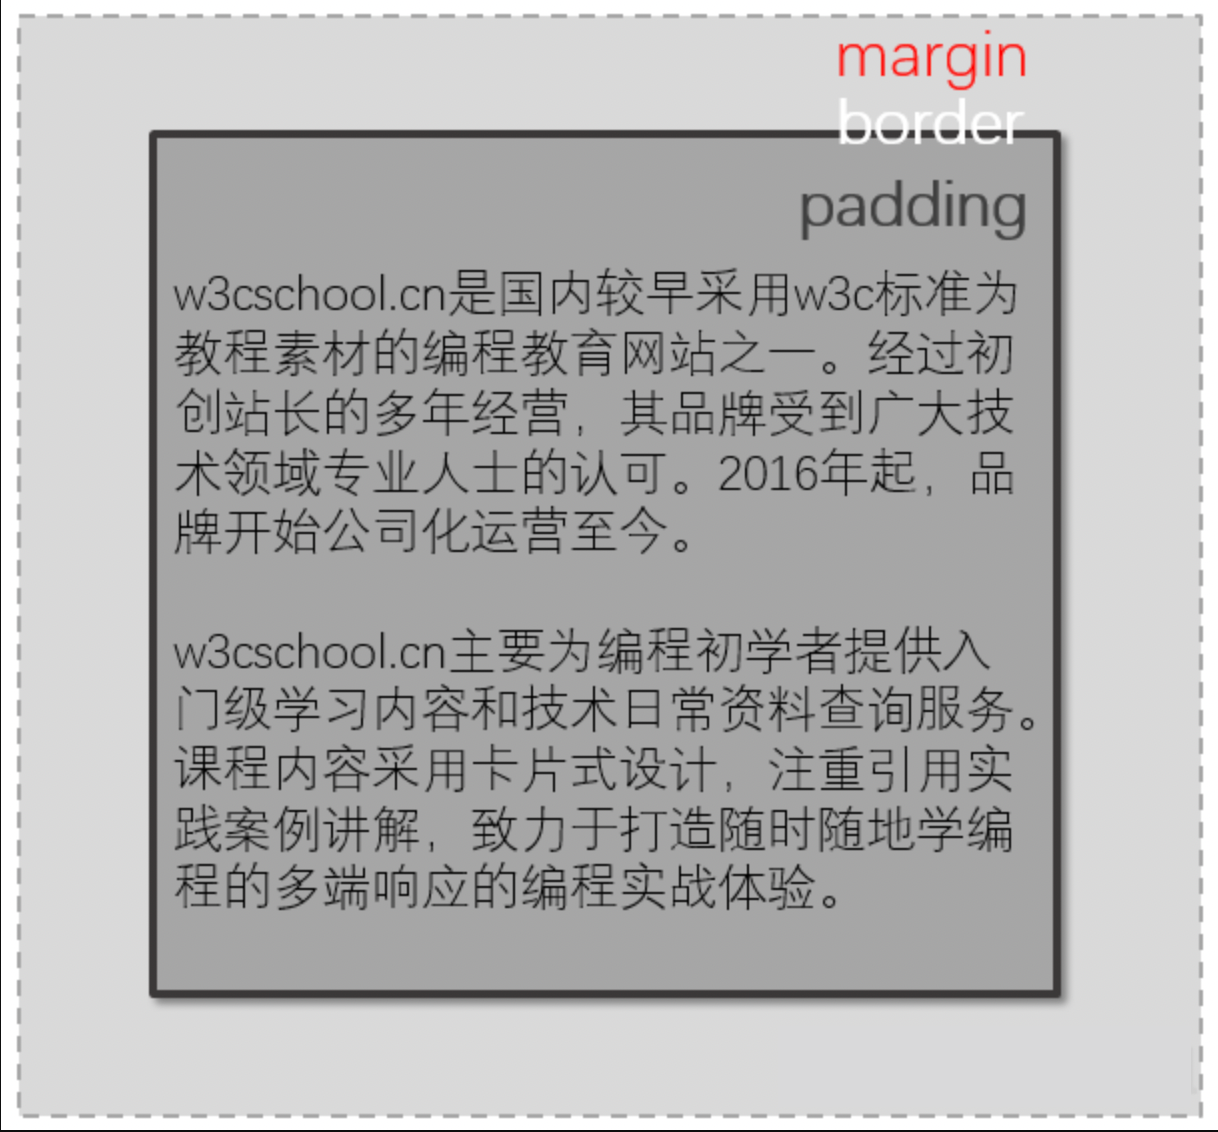 margin
border
padding
w3cschool.cn是国内较早采用w3c标准为
教程素材的编程教育网站之一。经过初
创站长的多年经营，其品牌受到广大技
术领域专业人士的认可。2016年起，品
牌开始公司化运营至今。
w3cschool.cn主要为编程初学者提供入
门级学习内容和技术日常资料查询服务。
课程内容采用卡片式设计，注重引用实
践案例讲解，致力于打造随时随地学编
程的多端响应的编程实战体验。